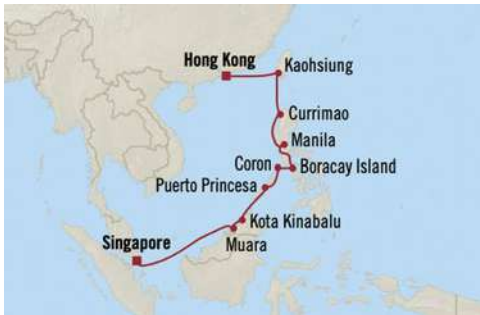 Hong Kong
Kaohsiung
Currimao
Manila
Coron
Boracay Island
Puerto Princesa
Kota Kinabalu
Singapore
Muara